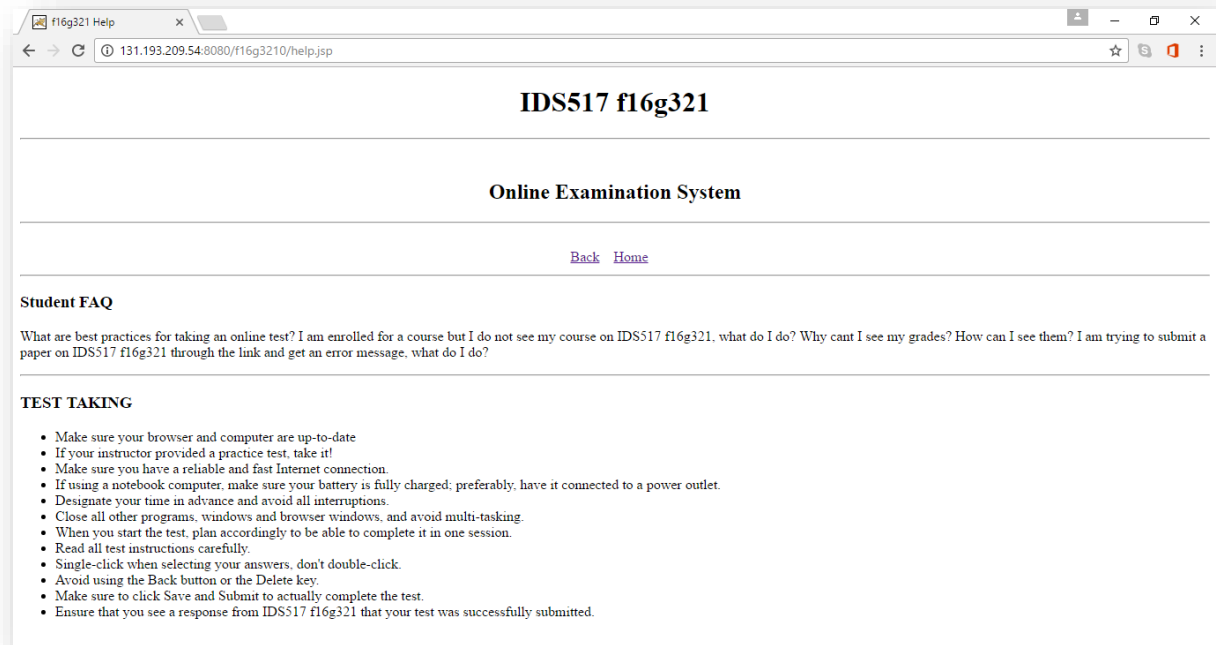 f16g321 Help
131.193.209.54:8080/f16g3210/help.jsp
IDS517 f16g321
Online Examination System
Back Home
Student FAQ
What are best practices for taking an online test? I am enrolled for a course but I do not see my course on IDS517 f16g321, what do I do? Why cant I see my grades? How can I see them? I am trying to submit a
paper on IDS517 f16g321 through the link and get an error message, what do I do?
TEST TAKING
• Make sure your browser and computer are up-to-date
• If your instructor provided a practice test, take it!
• Make sure you have a reliable and fast Internet connection.
• If using a notebook computer, make sure your battery is fully charged; preferably, have it connected to a power outlet.
• Designate your time in advance and avoid all interruptions.
• Close all other programs, windows and browser windows, and avoid multi-tasking.
• When you start the test, plan accordingly to be able to complete it in one session.
• Read all test instructions carefully.
• Single-click when selecting your answers, don't double-click.
• Avoid using the Back button or the Delete key.
• Make sure to click Save and Submit to actually complete the test.
• Ensure that you see a response from IDS517 f16g321 that your test was successfully submitted.